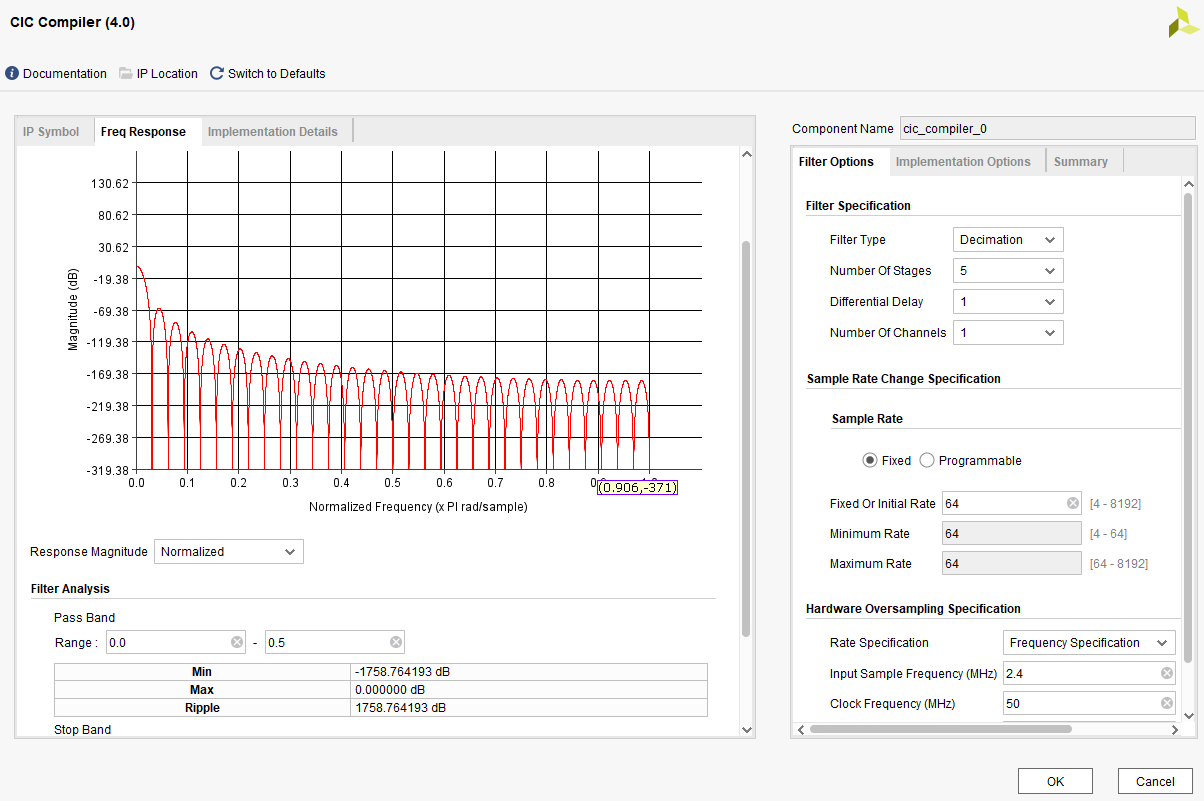 CIC Compiler (4.0)
Documentation IP Location Switch to Defaults
IP Symbol Freq Response Implementation Details
130.62
80.62
30.62
-19.38
-69.38
-119.38
-169.38
-219.38
-269.38
-319.38
Magnitude (dB)
0.0 0.1 0.2 0.3 0.4 0.5 0.6 0.7 0.8
(0.906,-371)
Normalized Frequency (x PI rad/sample)
Response Magnitude Normalized
Filter Analysis
Pass Band
Range : 0.0 - 0.5
Min -1758.764193 dB
Max 0.000000 dB
Ripple 1758.764193 dB
Stop Band
Component Name cic_compiler_0
Filter Options Implementation Options Summary
Filter Specification
Filter Type Decimation
Number Of Stages 5
Differential Delay 1
Number Of Channels 1
Sample Rate Change Specification
Sample Rate
Fixed Programmable
Fixed Or Initial Rate 64 [4 - 8192]
Minimum Rate 64 [4 - 64]
Maximum Rate 64 [64 - 8192]
Hardware Oversampling Specification
Rate Specification Frequency Specification
Input Sample Frequency (MHz) 2.4
Clock Frequency (MHz) 50
OK Cancel